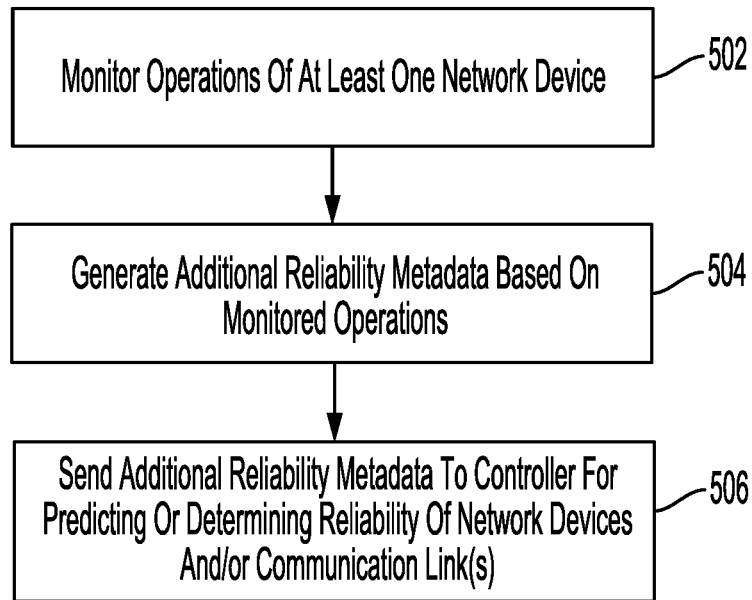 Monitor Operations Of At Least One Network Device
502
Generate Additional Reliability Metadata Based On
Monitored Operations
504
Send Additional Reliability Metadata To Controller For
Predicting Or Determining Reliability Of Network Devices
And/or Communication Link(s)
506